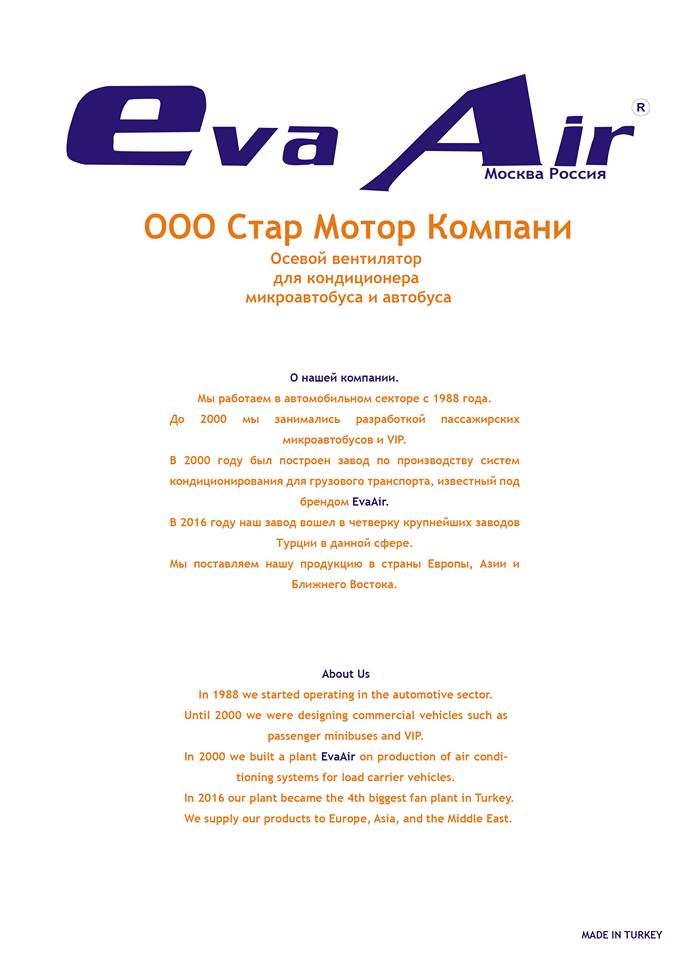 eva Air ®
Москва Россия
ООО Стар Мотор Компани
Осевой вентилятор
для кондиционера
микроавтобуса и автобуса
О нашей компании.
Мы работаем в автомобильном секторе с 1988 года.
До 2000 мы занимались разработкой пассажирских
микроавтобусов и VIP.
В 2000 году был построен завод по производству систем
кондиционирования для грузового транспорта, известный под
брендом EvaAir.
В 2016 году наш завод вошел в четверку крупнейших заводов
Турции в данной сфере.
Мы поставляем нашу продукцию в страны Европы, Азии и
Ближнего Востока.
About Us
In 1988 we started operating in the automotive sector.
Until 2000 we were designing commercial vehicles such as
passenger minibuses and VIP.
In 2000 we built a plant EvaAir on production of air condi-
tioning systems for load carrier vehicles.
In 2016 our plant became the 4th biggest fan plant in Turkey.
We supply our products to Europe, Asia, and the Middle East.
MADE IN TURKEY